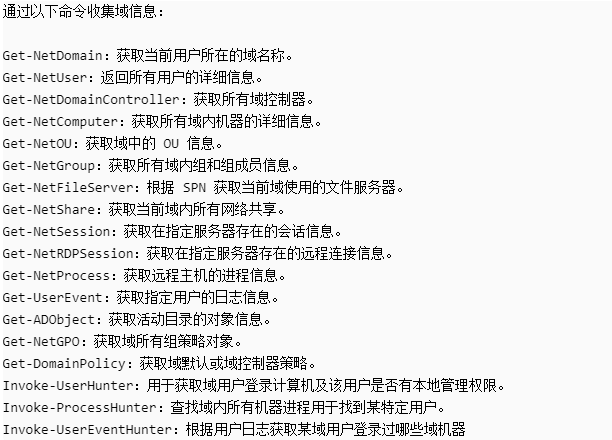 通过以下命令收集域信息：
Get-NetDomain：获取当前用户所在的域名称。
Get-NetUser：返回所有用户的详细信息。
Get-NetDomainController：获取所有域控制器。
Get-NetComputer：获取所有域内机器的详细信息。
Get-NetOU：获取域中的 OU 信息。
Get-NetGroup：获取所有域内组和组成员信息。
Get-NetFileServer：根据 SPN 获取当前域使用的文件服务器。
Get-NetShare：获取当前域内所有网络共享。
Get-NetSession：获取在指定服务器存在的会话信息。
Get-NetRDPSession：获取在指定服务器存在的远程连接信息。
Get-NetProcess：获取远程主机的进程信息。
Get-UserEvent：获取指定用户的日志信息。
Get-ADObject：获取活动目录的对象信息。
Get-NetGPO：获取域所有组策略对象。
Get-DomainPolicy：获取域默认或域控制器策略。
Invoke-UserHunter：用于获取域用户登录计算机及该用户是否有本地管理权限。
Invoke-ProcessHunter：查找域内所有机器进程用于找到某特定用户。
Invoke-UserEventHunter：根据用户日志获取某域用户登录过哪些域机器